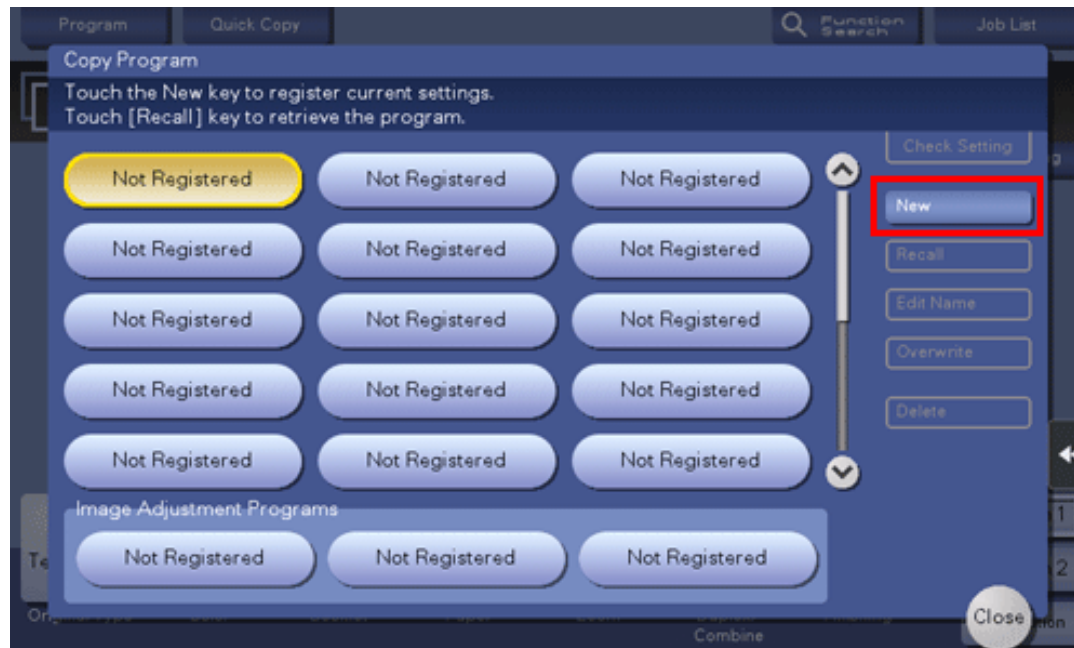 Program Quick Copy Function Search Job List
Copy Program
Touch the New key to register current settings.
Touch [Recall] key to retrieve the program.
Check Setting
Not Registered Not Registered Not Registered
New
Not Registered Not Registered Not Registered
Recall
Edit Name
Not Registered Not Registered Not Registered
Overwrite
Not Registered Not Registered Not Registered
Delete
Not Registered Not Registered Not Registered
Image Adjustment Programs
1
Not Registered Not Registered Not Registered
2
Close
Combine